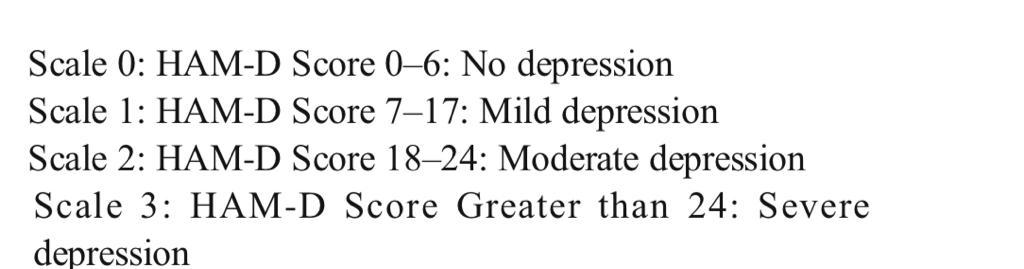 Scale 0: HAM-D Score 0–6: No depression
Scale 1: HAM-D Score 7–17: Mild depression
Scale 2: HAM-D Score 18–24: Moderate depression
Scale 3: HAM-D Score Greater than 24: Severe
depression